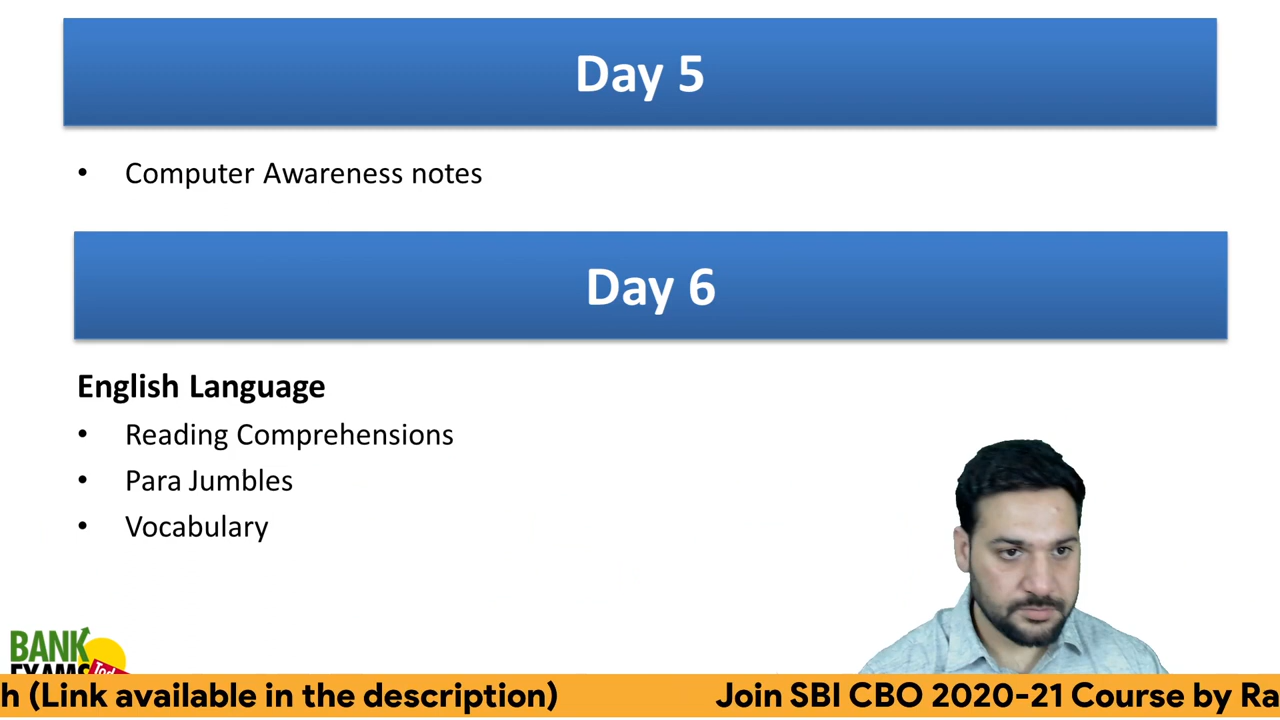 Day 5
• Computer Awareness notes
Day 6
English Language
• Reading Comprehensions
• Para Jumbles
• Vocabulary
BANK
EXAMS
h (Link available in the description) Join SBI CBO 2020-21 Course by Ra